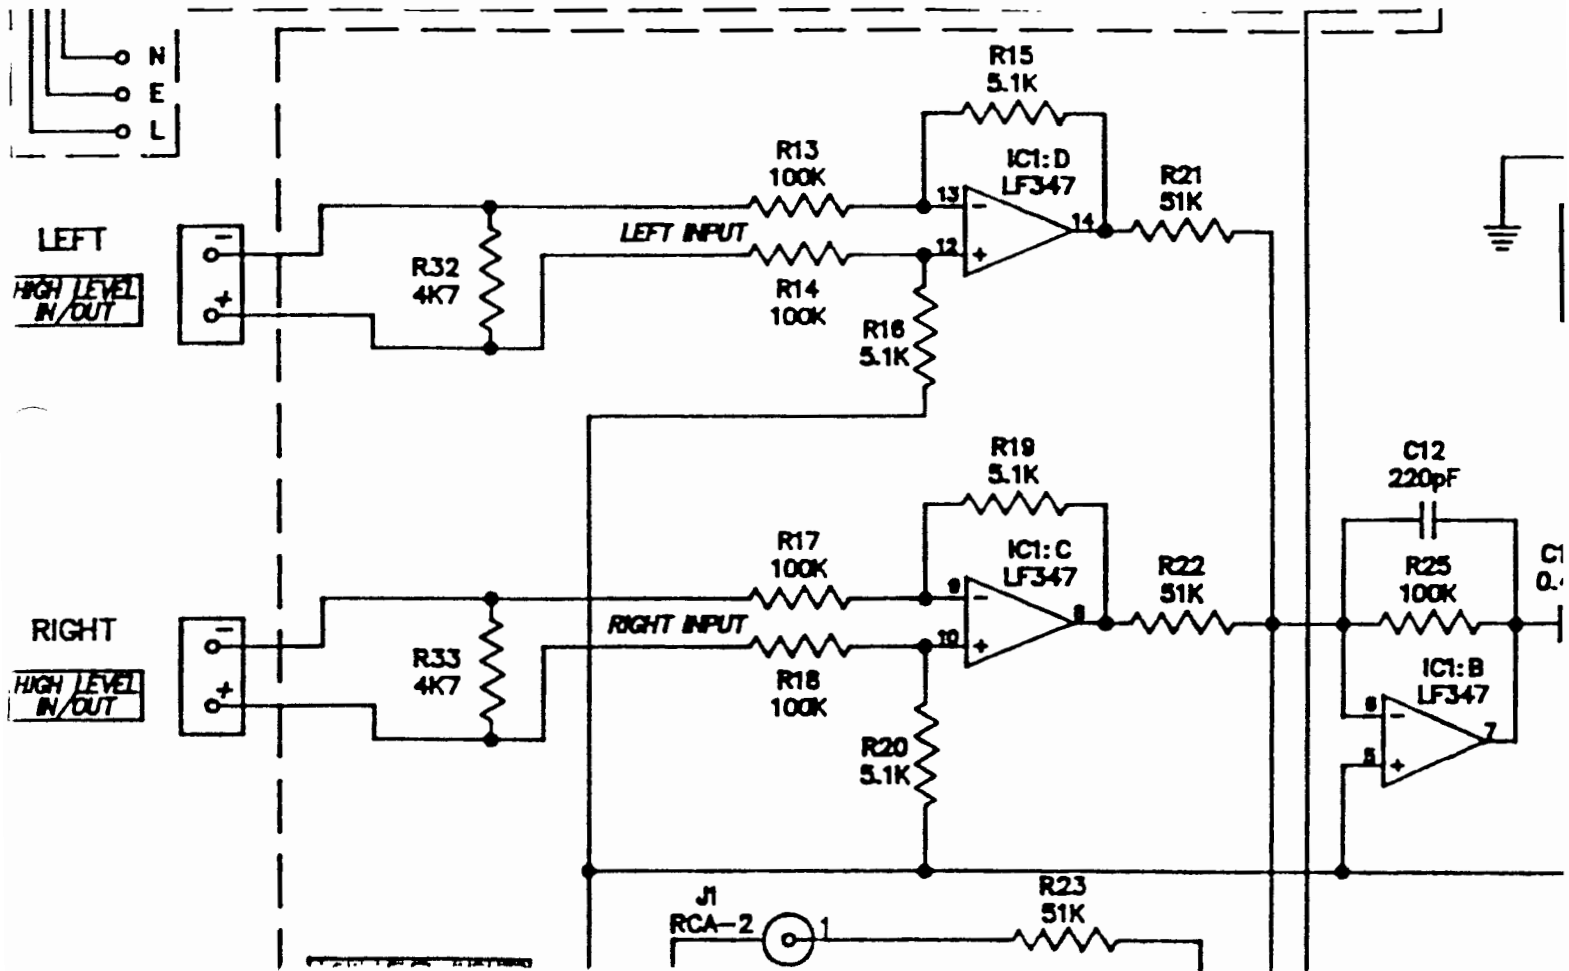 N
E
L
LEFT
HIGH LEVEL
IN/OUT
-
+
R32
4K7
LEFT INPUT
R13
100K
R14
100K
R15
5.1K
IC1:D
LF347
13
-
12
+
14
R16
5.1K
R21
51K
RIGHT
HIGH LEVEL
IN/OUT
-
+
R33
4K7
RIGHT INPUT
R17
100K
R18
100K
R19
5.1K
IC1:C
LF347
9
-
10
+
8
R20
5.1K
R22
51K
C12
220pF
R25
100K
IC1:B
LF347
6
-
5
+
7
J1
RCA-2
1
R23
51K